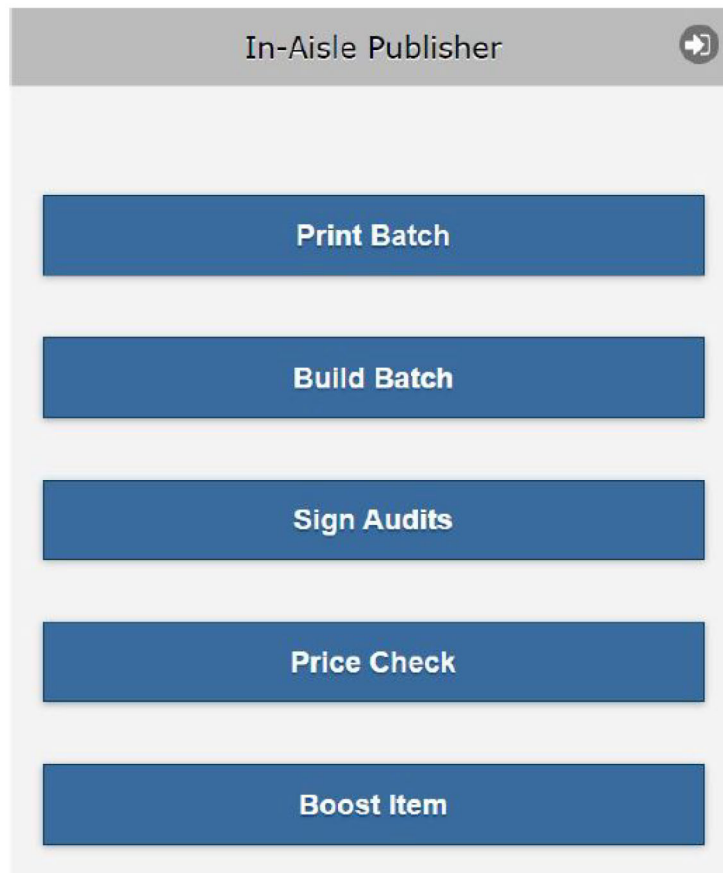 In-Aisle Publisher
Print Batch
Build Batch
Sign Audits
Price Check
Boost Item